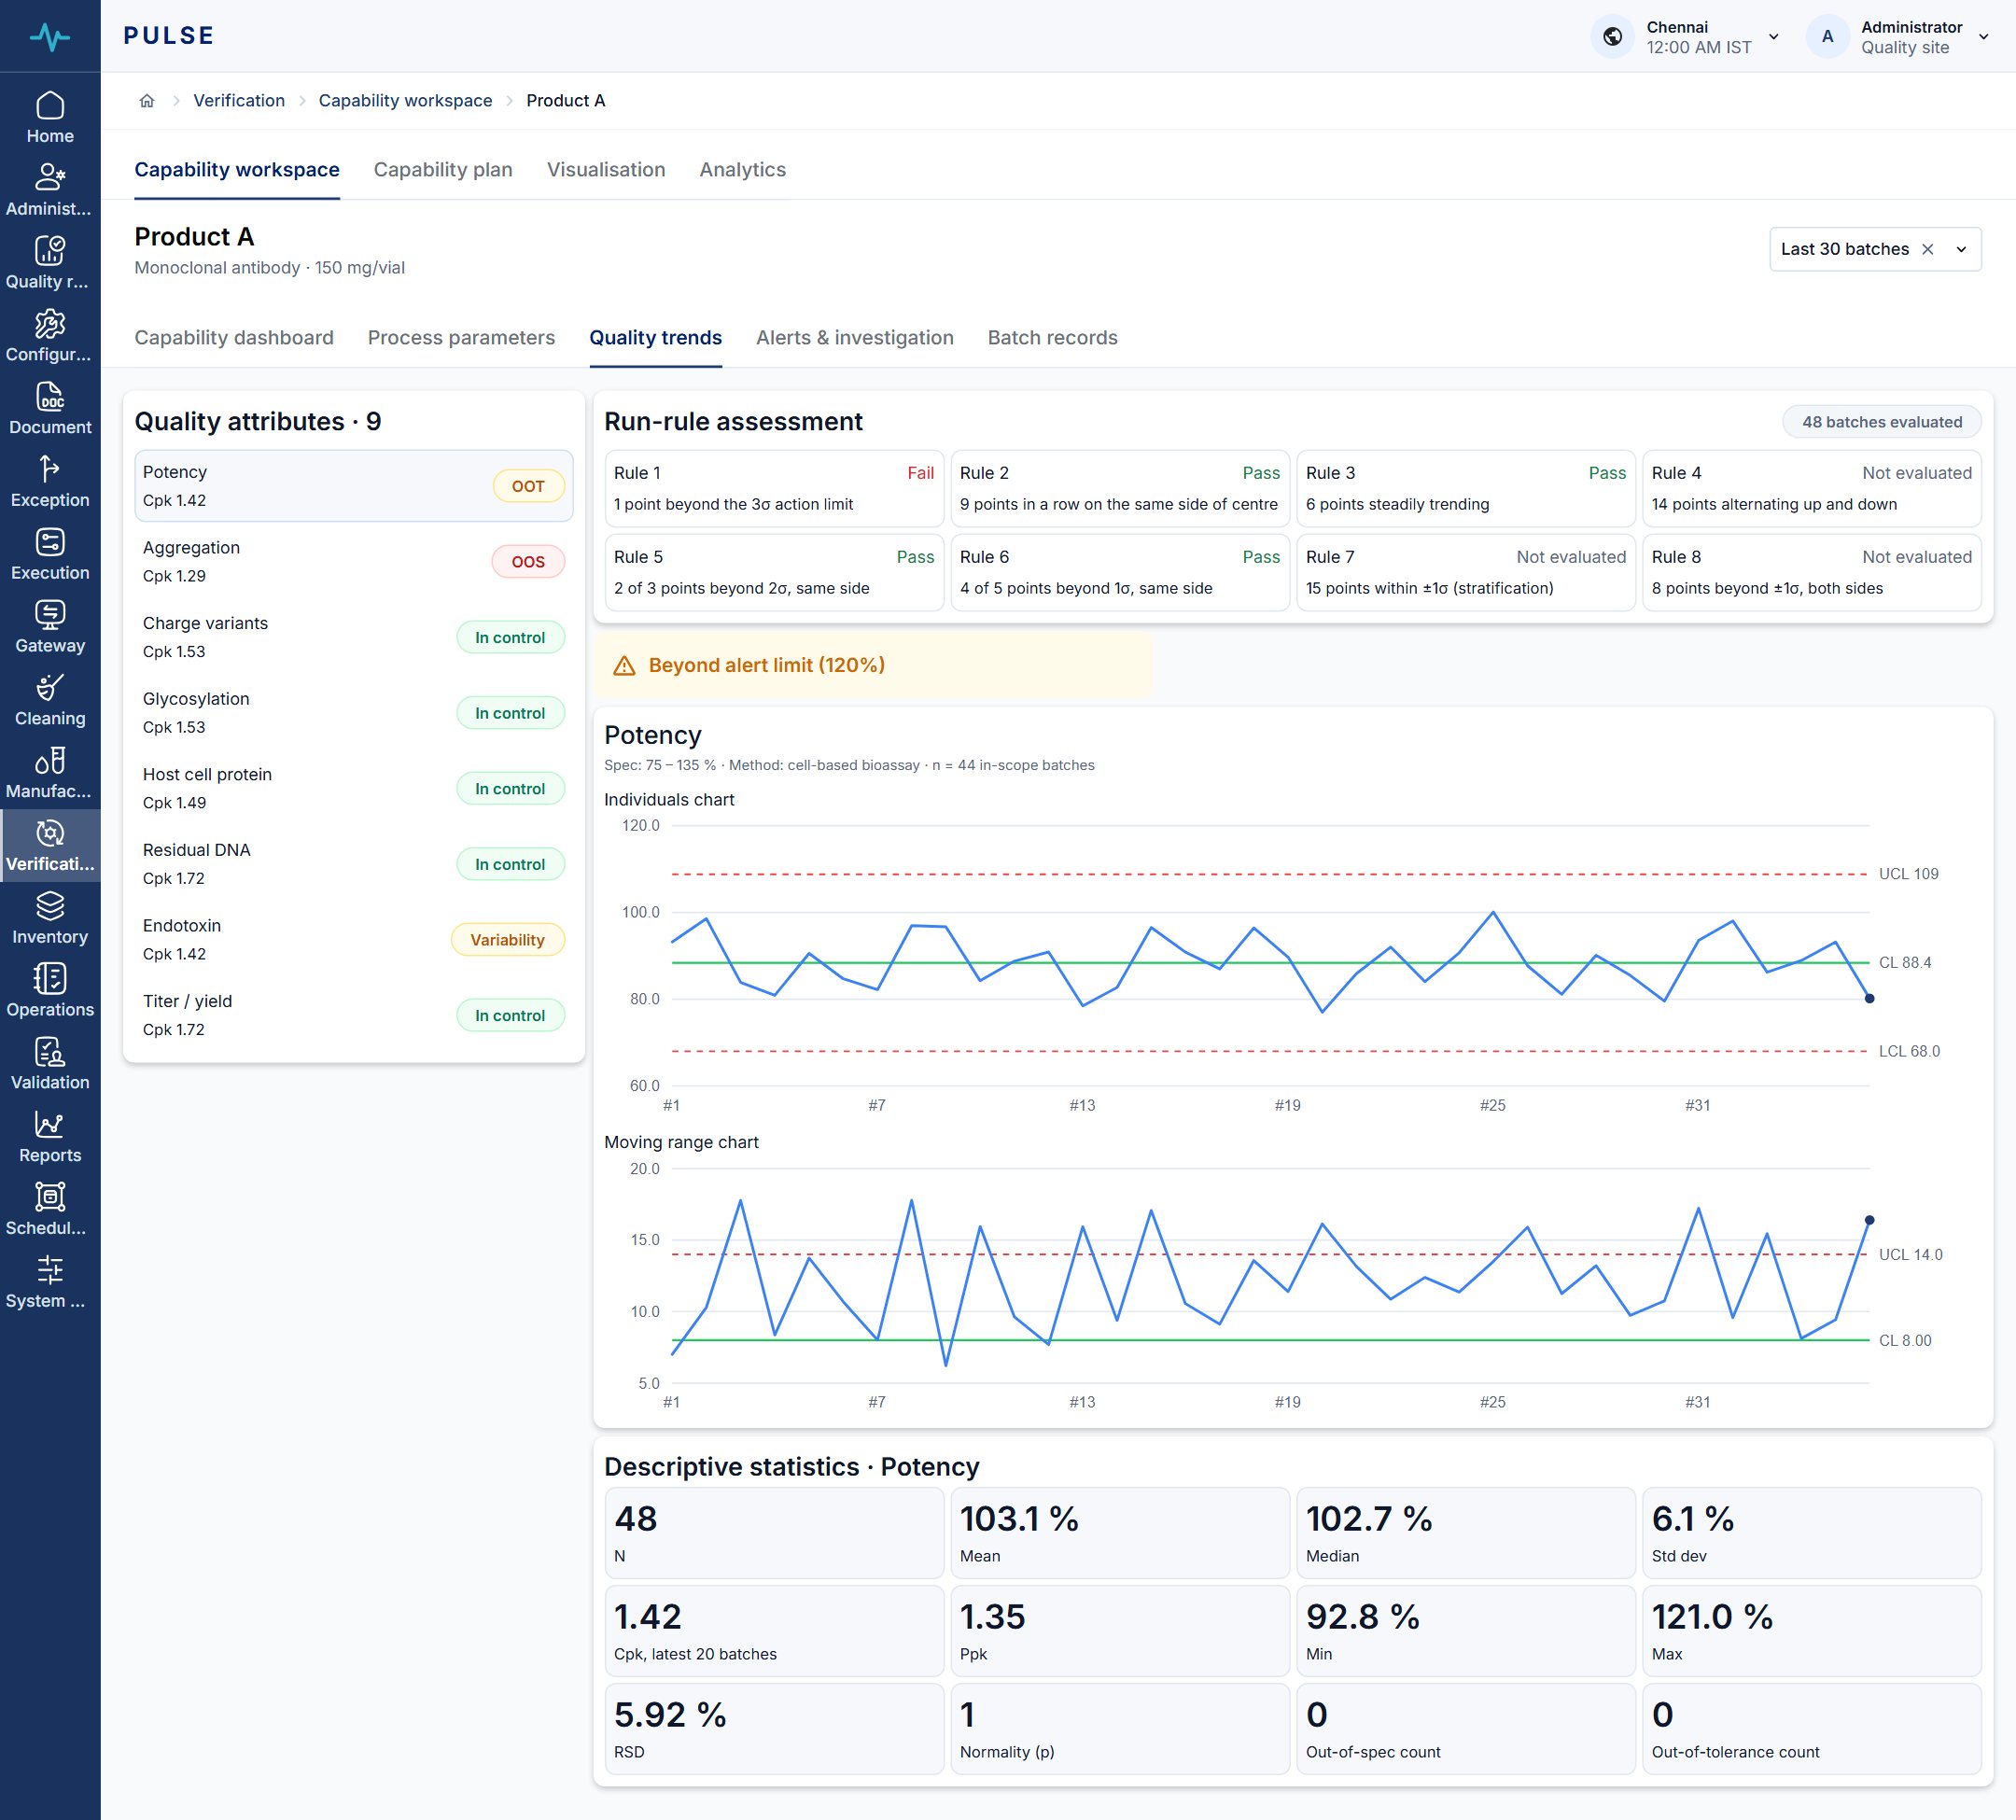 PULSE
Chennai
12:00 AM IST
A
Administrator
Quality site
Home
Administ...
Quality r...
Configur...
DOC
Document
Exception
Execution
Gateway
Cleaning
Manufac...
Verificati...
Inventory
Operations
Validation
Reports
Schedul...
System ...
Verification
Capability workspace
Product A
Capability workspace
Capability plan
Visualisation
Analytics
Product A
Monoclonal antibody · 150 mg/vial
Last 30 batches
Capability dashboard
Process parameters
Quality trends
Alerts & investigation
Batch records
Quality attributes · 9
Potency
Cpk 1.42
OOT
Aggregation
Cpk 1.29
OOS
Charge variants
Cpk 1.53
In control
Glycosylation
Cpk 1.53
In control
Host cell protein
Cpk 1.49
In control
Residual DNA
Cpk 1.72
In control
Endotoxin
Cpk 1.42
Variability
Titer / yield
Cpk 1.72
In control
Run-rule assessment
48 batches evaluated
Rule 1 Fail
1 point beyond the 3σ action limit
Rule 2 Pass
9 points in a row on the same side of centre
Rule 3 Pass
6 points steadily trending
Rule 4 Not evaluated
14 points alternating up and down
Rule 5 Pass
2 of 3 points beyond 2σ, same side
Rule 6 Pass
4 of 5 points beyond 1σ, same side
Rule 7 Not evaluated
15 points within ±1σ (stratification)
Rule 8 Not evaluated
8 points beyond ±1σ, both sides
Beyond alert limit (120%)
Potency
Spec: 75 – 135 % · Method: cell-based bioassay · n = 44 in-scope batches
Individuals chart
120.0
UCL 109
100.0
CL 88.4
80.0
LCL 68.0
60.0
#1 #7 #13 #19 #25 #31
Moving range chart
20.0
15.0
UCL 14.0
10.0
CL 8.00
5.0
#1 #7 #13 #19 #25 #31
Descriptive statistics · Potency
48
N
103.1 %
Mean
102.7 %
Median
6.1 %
Std dev
1.42
Cpk, latest 20 batches
1.35
Ppk
92.8 %
Min
121.0 %
Max
5.92 %
RSD
1
Normality (p)
0
Out-of-spec count
0
Out-of-tolerance count